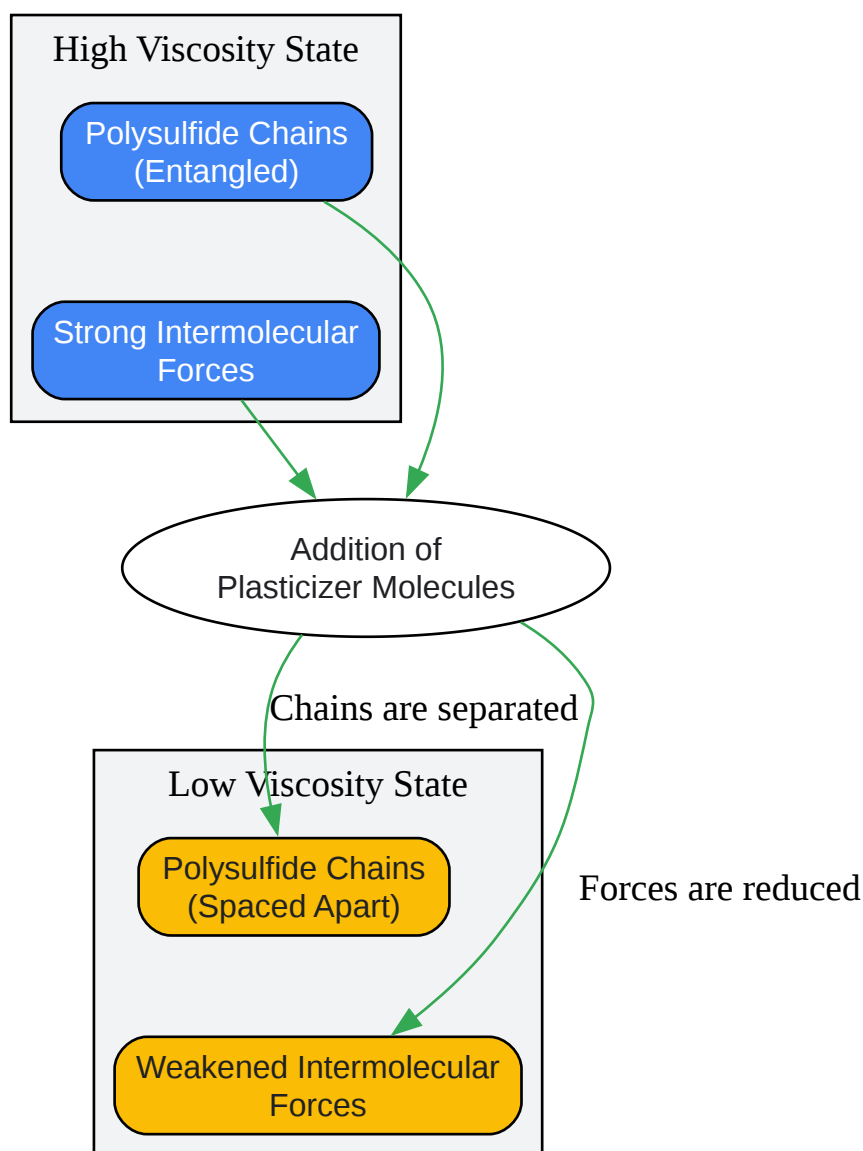 High Viscosity State
Polysulfide Chains
(Entangled)
Strong Intermolecular
Forces
Addition of
Plasticizer Molecules
Chains are separated
Low Viscosity State
Polysulfide Chains
(Spaced Apart)
Forces are reduced
Weakened Intermolecular
Forces